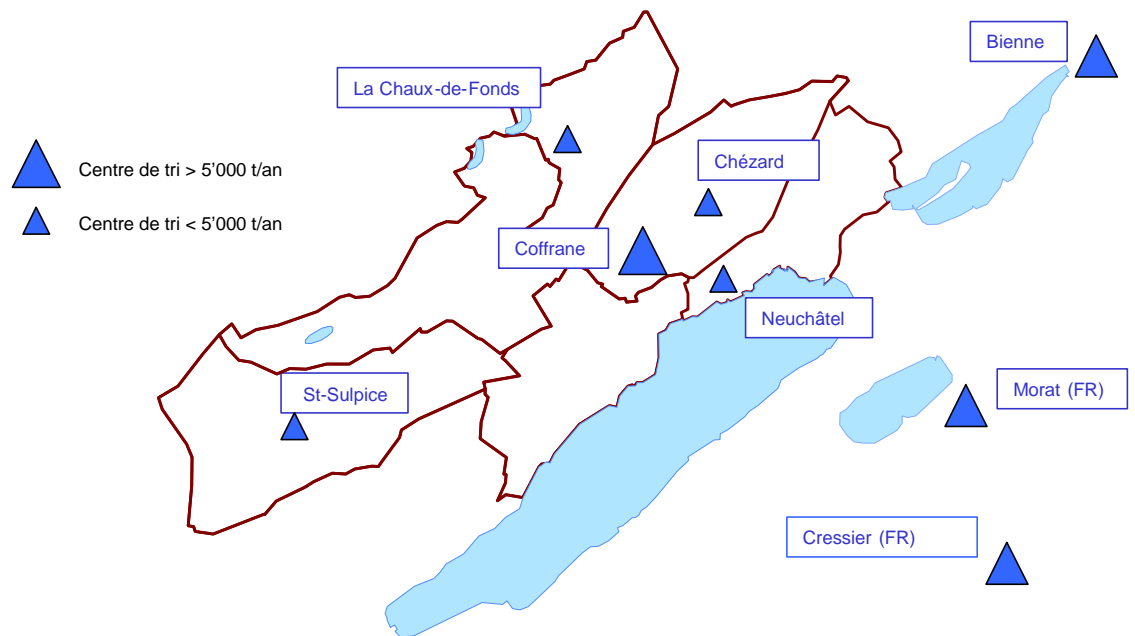 Bienne
La Chaux-de-Fonds
Centre de tri > 5’000 t/an
Chézard
Centre de tri < 5’000 t/an
Coffrane
Neuchâtel
St-Sulpice
Morat (FR)
Cressier (FR)